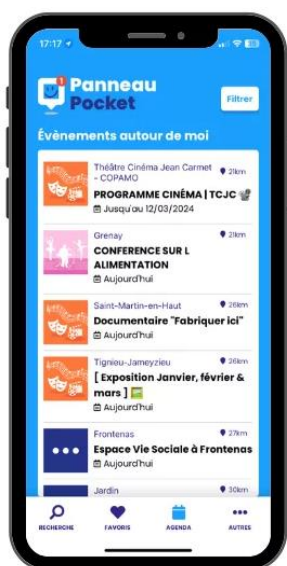 17:17
1
Panneau
Pocket
Filtrer
Évènements autour de moi
Théâtre Cinéma Jean Carmet
- COPAMO
21km
PROGRAMME CINÉMA | TCJC 📽️
Jusqu'au 12/03/2024
Grenay
21km
CONFERENCE SUR L
ALIMENTATION
Aujourd'hui
Saint-Martin-en-Haut
26km
Documentaire "Fabriquer ici"
Aujourd'hui
Tignieu-Jameyzieu
26km
[ Exposition Janvier, février &
mars ] 🖼️
Aujourd'hui
Frontenas
27km
Espace Vie Sociale à Frontenas
Aujourd'hui
Jardin
30km
RECHERCHE
FAVORIS
AGENDA
AUTRES